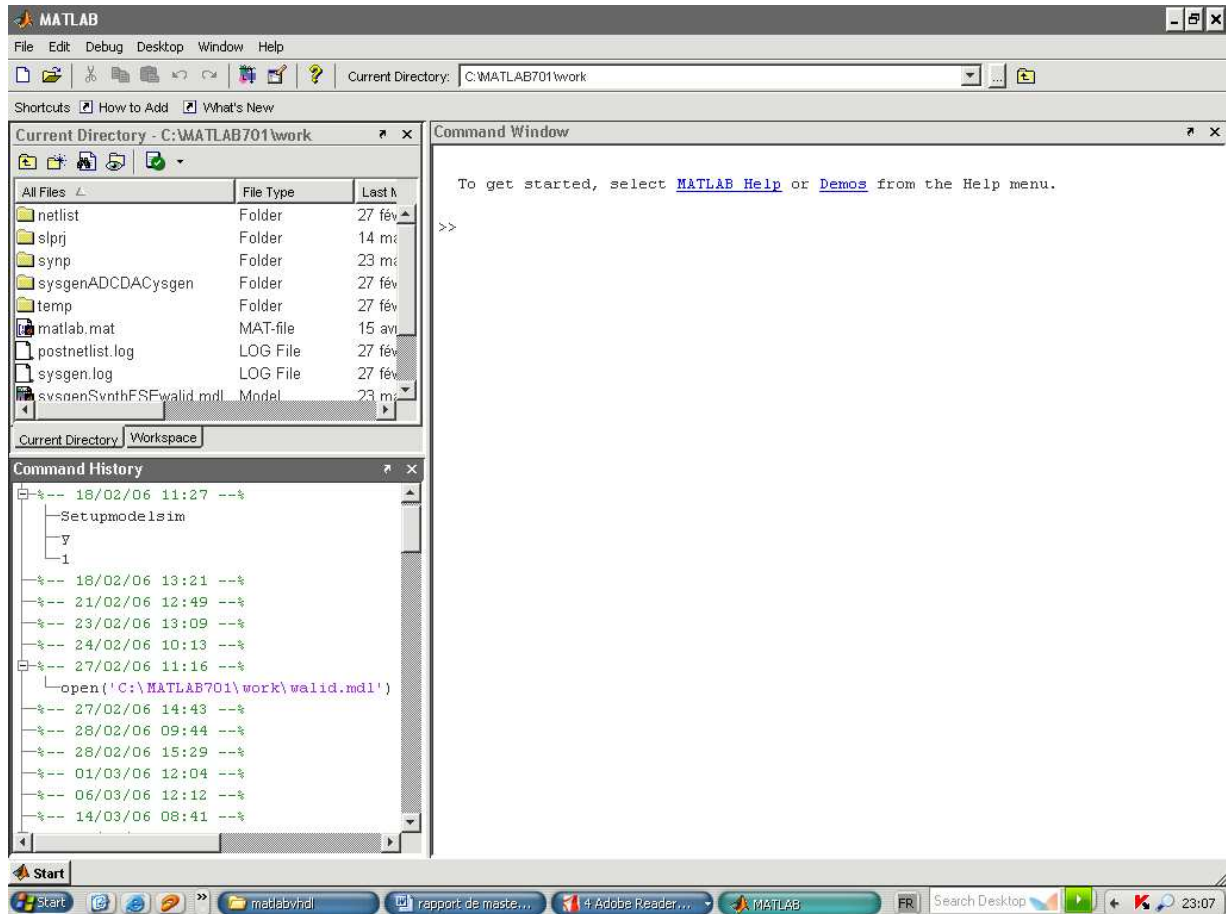 MATLAB
File Edit Debug Desktop Window Help
Current Directory: C:\MATLAB701\work
Shortcuts How to Add What's New
Current Directory - C:\MATLAB701\work
All Files File Type Last M
netlist Folder 27 fév
slprj Folder 14 ma
synp Folder 23 ma
sysgenADCDACysgen Folder 27 fév
temp Folder 27 fév
matlab.mat MAT-file 15 avr
postnetlist.log LOG File 27 fév
sysgen.log LOG File 27 fév
sysgenSynthESEwalid.mdl Model 23 ma
Current Directory Workspace
Command History
%-- 18/02/06 11:27 --%
Setupmodelsim
y
1
%-- 18/02/06 13:21 --%
%-- 21/02/06 12:49 --%
%-- 23/02/06 13:09 --%
%-- 24/02/06 10:13 --%
%-- 27/02/06 11:16 --%
open('C:\MATLAB701\work\walid.mdl')
%-- 27/02/06 14:43 --%
%-- 28/02/06 09:44 --%
%-- 28/02/06 15:29 --%
%-- 01/03/06 12:04 --%
%-- 06/03/06 12:12 --%
%-- 14/03/06 08:41 --%
Command Window
To get started, select MATLAB Help or Demos from the Help menu.
>>
Start
Start matlabvhdl rapport de maste... 4 Adobe Reader... MATLAB FR Search Desktop 23:07